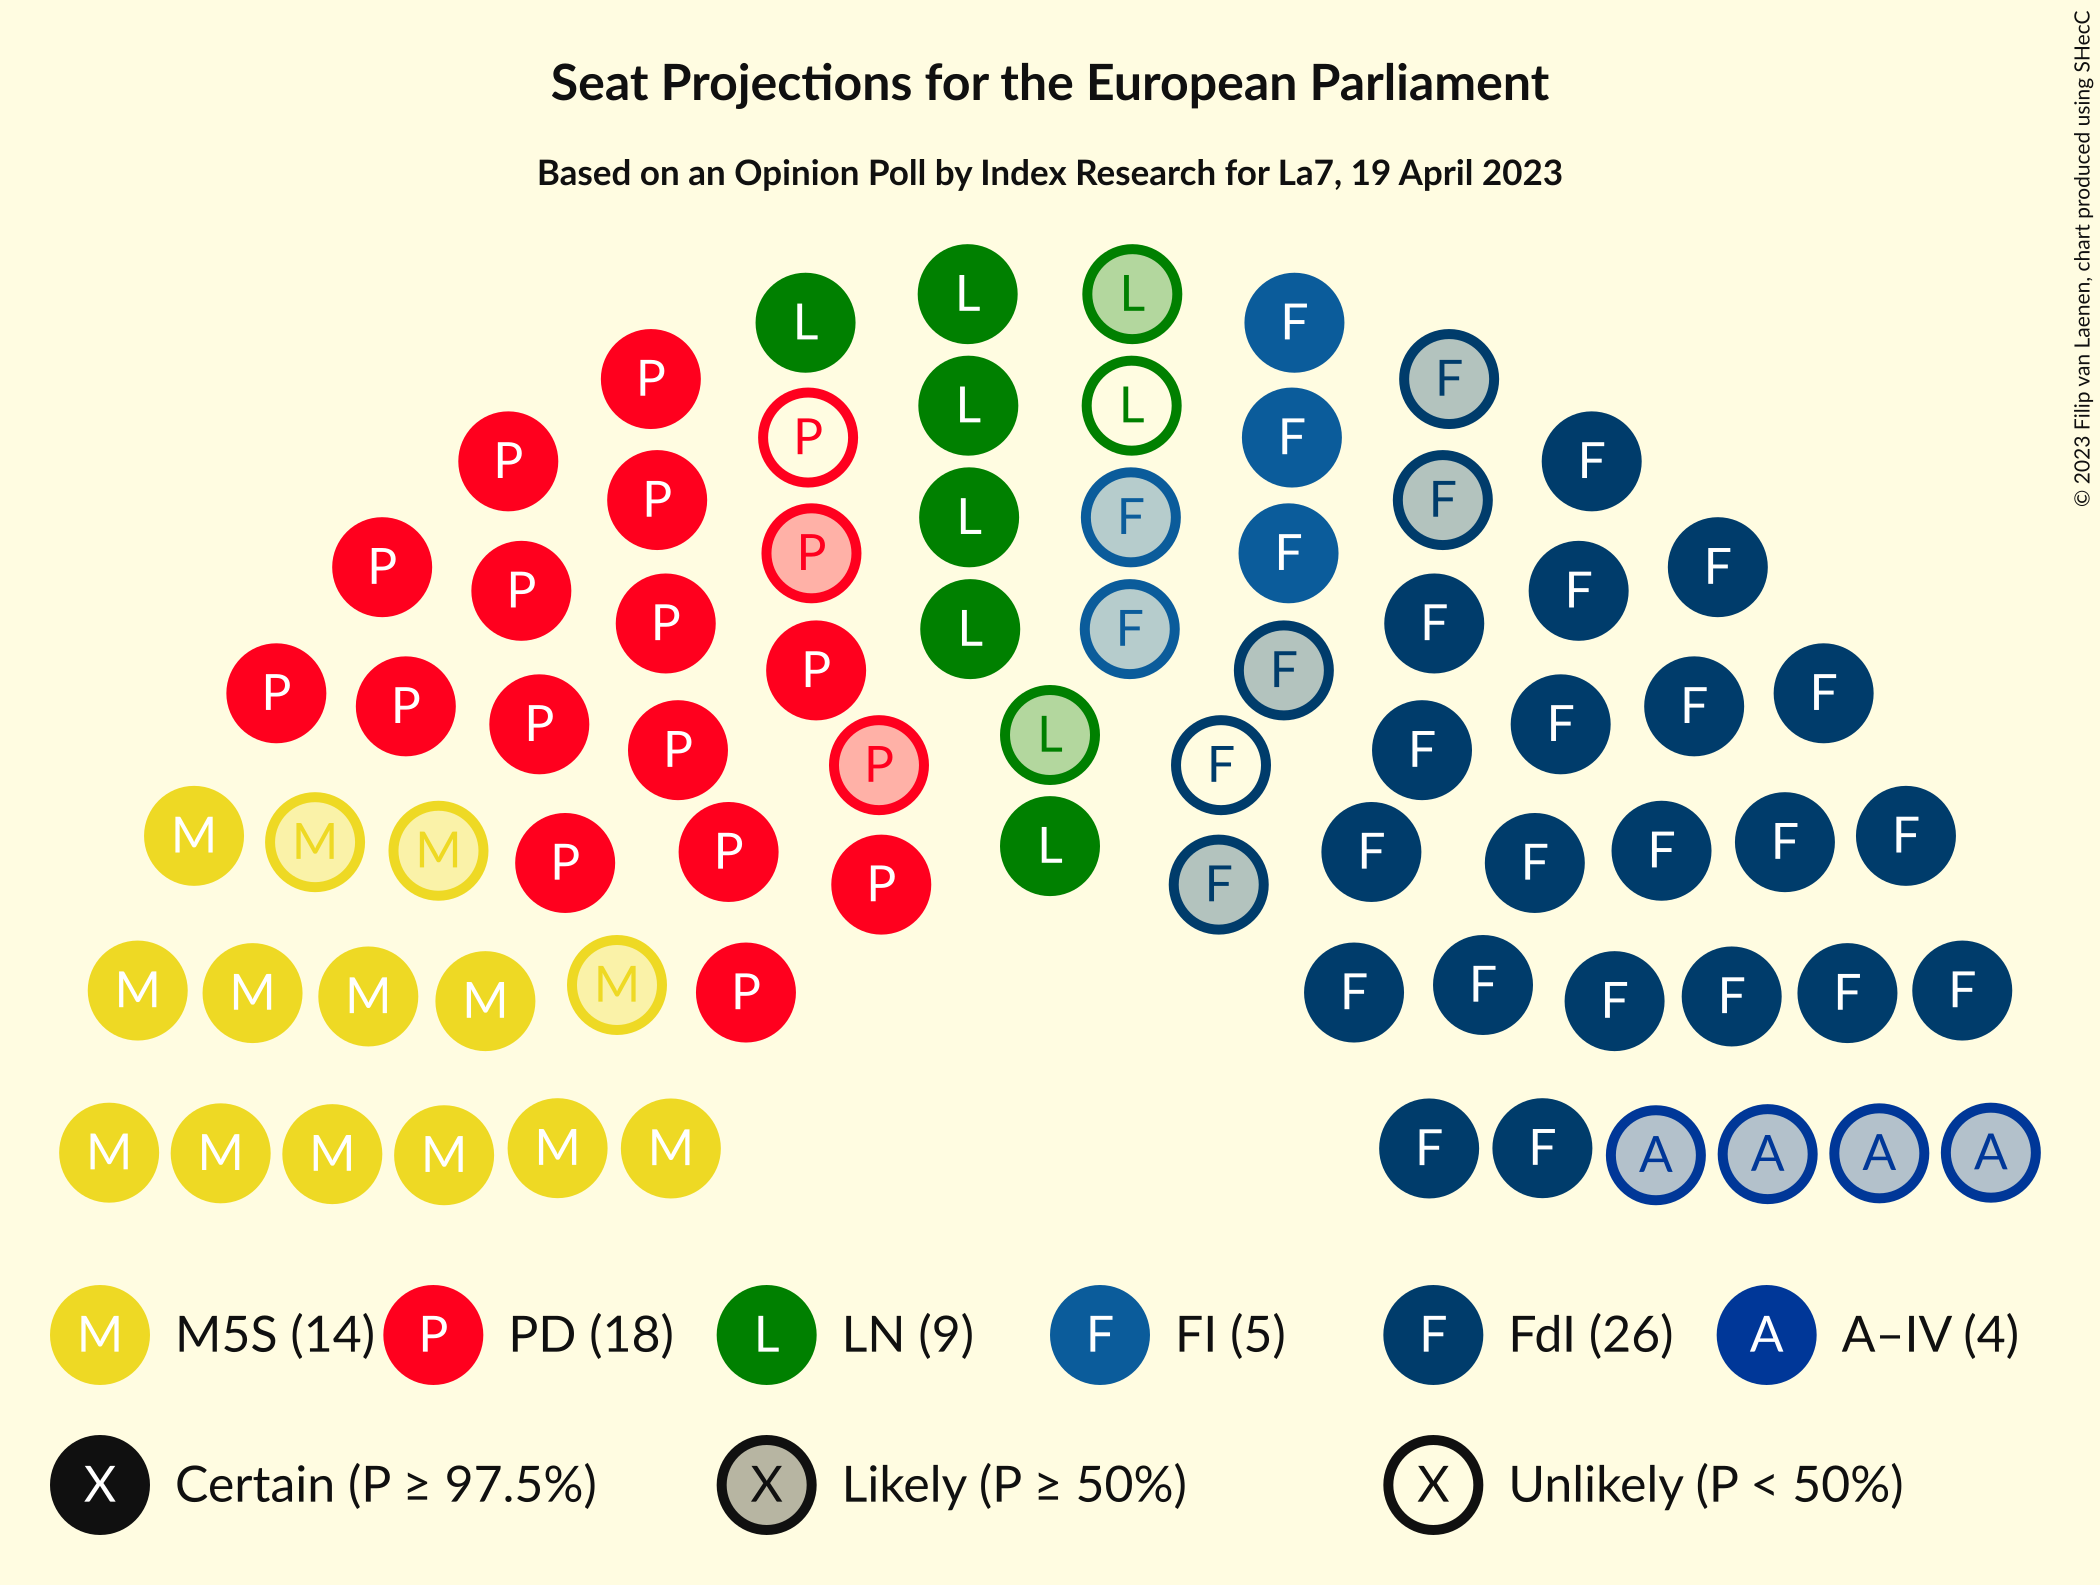 Seat Projections for the European Parliament
Based on an Opinion Poll by Index Research for La7, 19 April 2023
© 2023 Filip van Laenen, chart produced using SHecC
L L
L F
P L F
P L L F F
P P L F F
P P L F F F
P P P L F F F F
P P P P L F F F F F
P P P P L F F F F F
M M M P P P L F F F F F F
M M M M M P F F F F F F
M M M M M M F F A A A A
M M5S (14) P PD (18) L LN (9) F FI (5) F FdI (26) A A–IV (4)
X Certain (P ≥ 97.5%) X Likely (P ≥ 50%) X Unlikely (P < 50%)